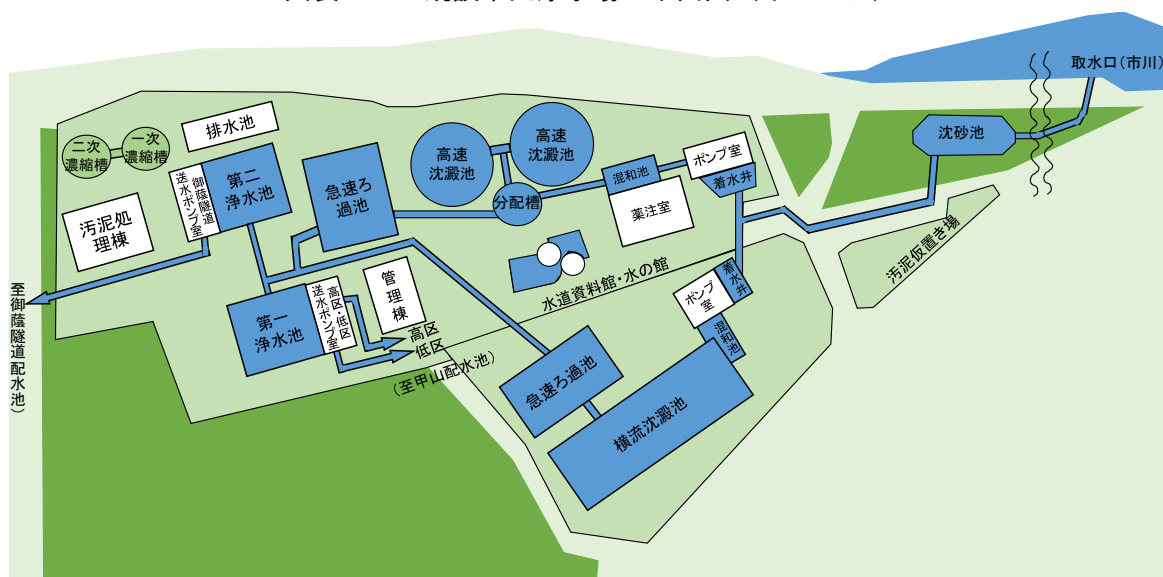 取水口(市川)
沈砂池
高速
沈澱池
高速
沈澱池
分配槽
混和池
ポンプ室
着水井
薬注室
排水池
一次
濃縮槽
二次
濃縮槽
汚泥処
理棟
御蔭隧道
送水ポンプ室
第二
浄水池
急速ろ
過池
汚泥仮置き場
水道資料館・水の館
着水井
ポンプ
室
混和池
管理棟
至御蔭隧道配水池)
第一
浄水池
高区・低区
送水ポンプ室
高区
低区
(至甲山配水池)
急速ろ過池
横流沈澱池